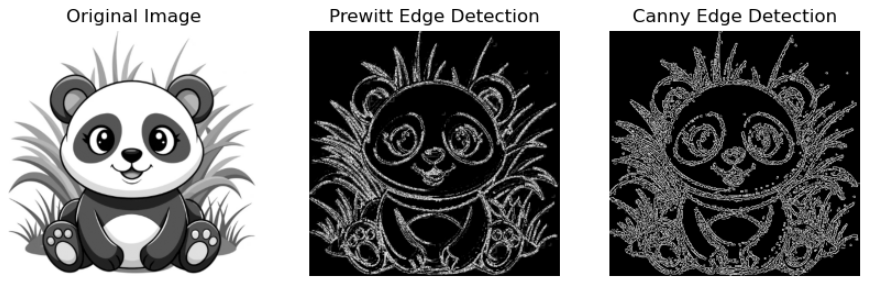 Original Image
Prewitt Edge Detection
Canny Edge Detection